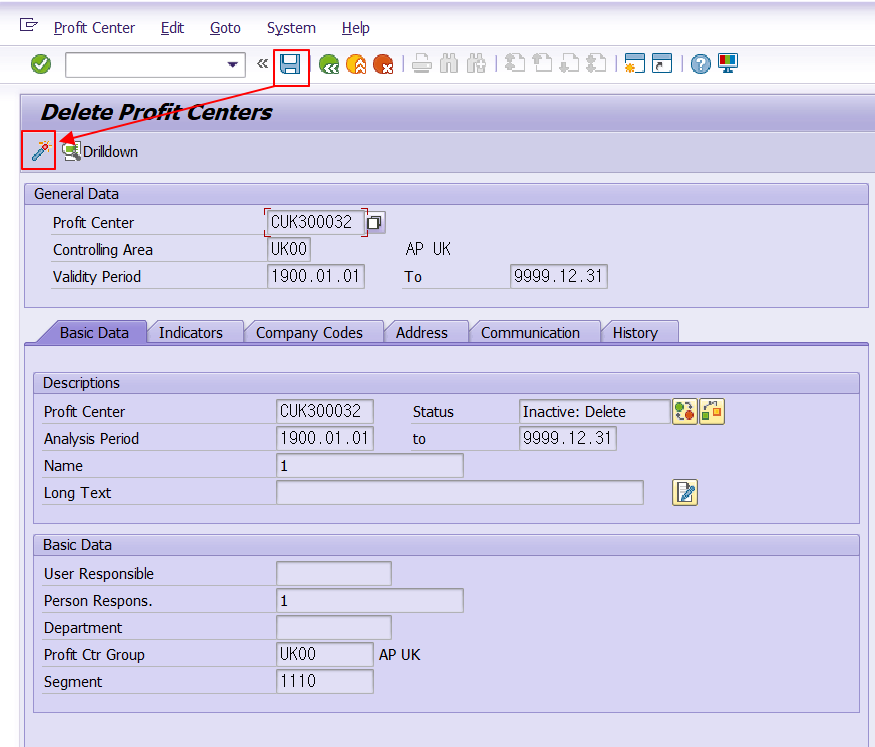 Profit Center Edit Goto System Help
Delete Profit Centers
Drilldown
General Data
Profit Center CUK300032
Controlling Area UK00 AP UK
Validity Period 1900.01.01 To 9999.12.31
Basic Data Indicators Company Codes Address Communication History
Descriptions
Profit Center CUK300032 Status Inactive: Delete
Analysis Period 1900.01.01 to 9999.12.31
Name 1
Long Text
Basic Data
User Responsible
Person Respons. 1
Department
Profit Ctr Group UK00 AP UK
Segment 1110